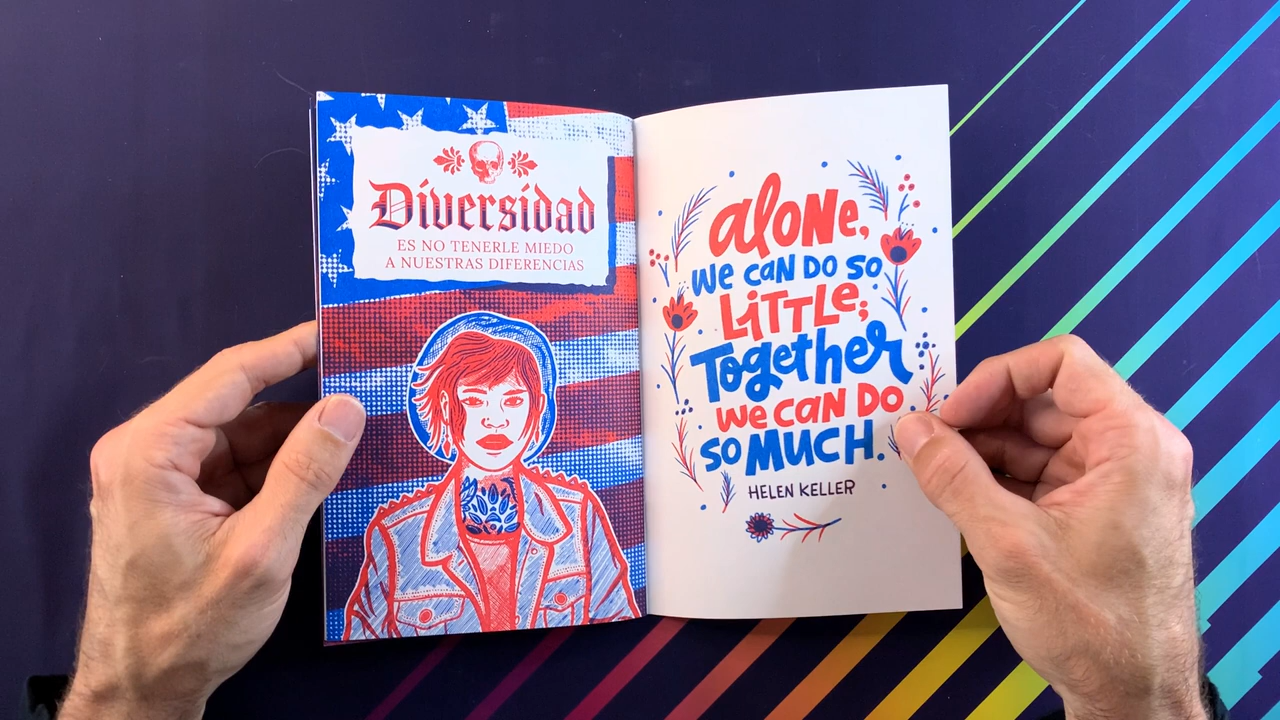 Diversidad
ES NO TENERLE MIEDO
A NUESTRAS DIFERENCIAS
alone,
we can do so
little;
Together
we can do
so much.
HELEN KELLER